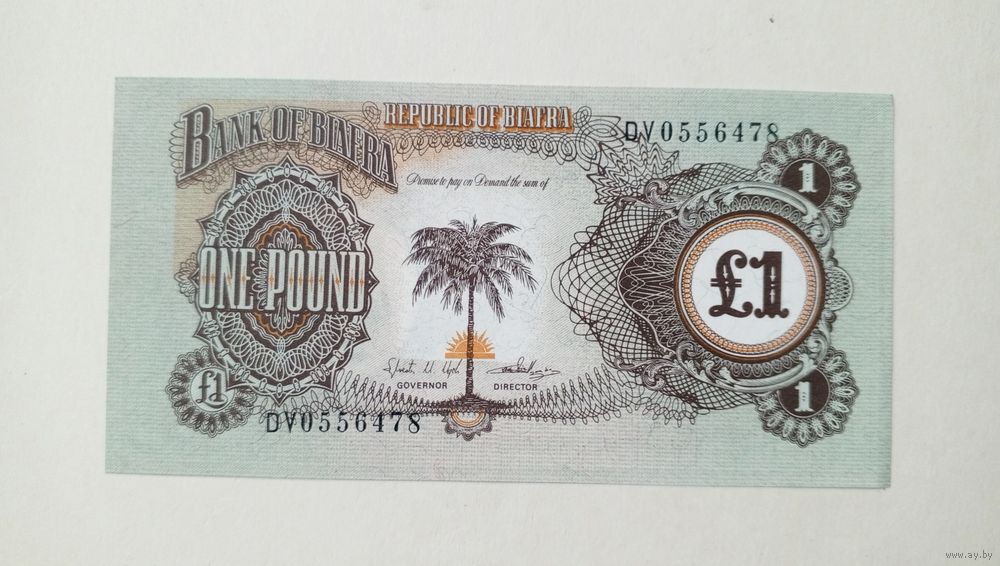 BANK OF BIAFRA
REPUBLIC OF BIAFRA
DV0556478
Promise to pay on Demand the sum of
1
ONE POUND
£1
GOVERNOR
DIRECTOR
£1
1
DV0556478
www.ay.by